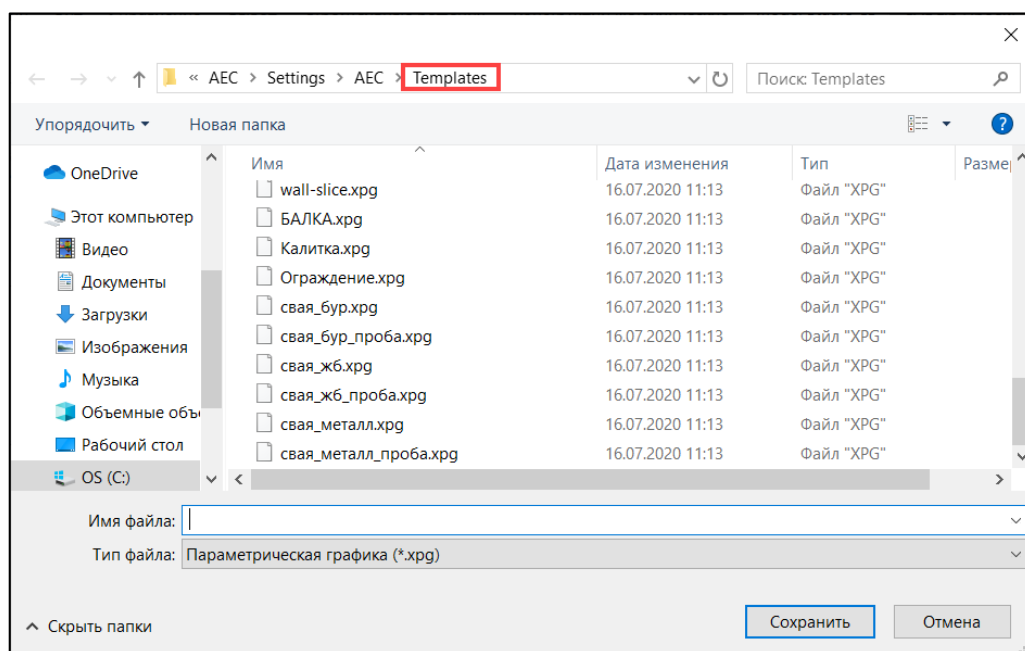 « AEC > Settings > AEC > Templates
Поиск: Templates
Упорядочить
Новая папка
?
Имя Дата изменения Тип Разме
OneDrive
Этот компьютер
Видео
Документы
Загрузки
Изображения
Музыка
Объемные объ
Рабочий стол
OS (C:)
wall-slice.xpg 16.07.2020 11:13 Файл "XPG"
БАЛКА.xpg 16.07.2020 11:13 Файл "XPG"
Калитка.xpg 16.07.2020 11:13 Файл "XPG"
Ограждение.xpg 16.07.2020 11:13 Файл "XPG"
свая_бур.xpg 16.07.2020 11:13 Файл "XPG"
свая_бур_проба.xpg 16.07.2020 11:13 Файл "XPG"
свая_жб.xpg 16.07.2020 11:13 Файл "XPG"
свая_жб_проба.xpg 16.07.2020 11:13 Файл "XPG"
свая_металл.xpg 16.07.2020 11:13 Файл "XPG"
свая_металл_проба.xpg 16.07.2020 11:13 Файл "XPG"
Имя файла:
Тип файла: Параметрическая графика (*.xpg)
Скрыть папки
Сохранить
Отмена